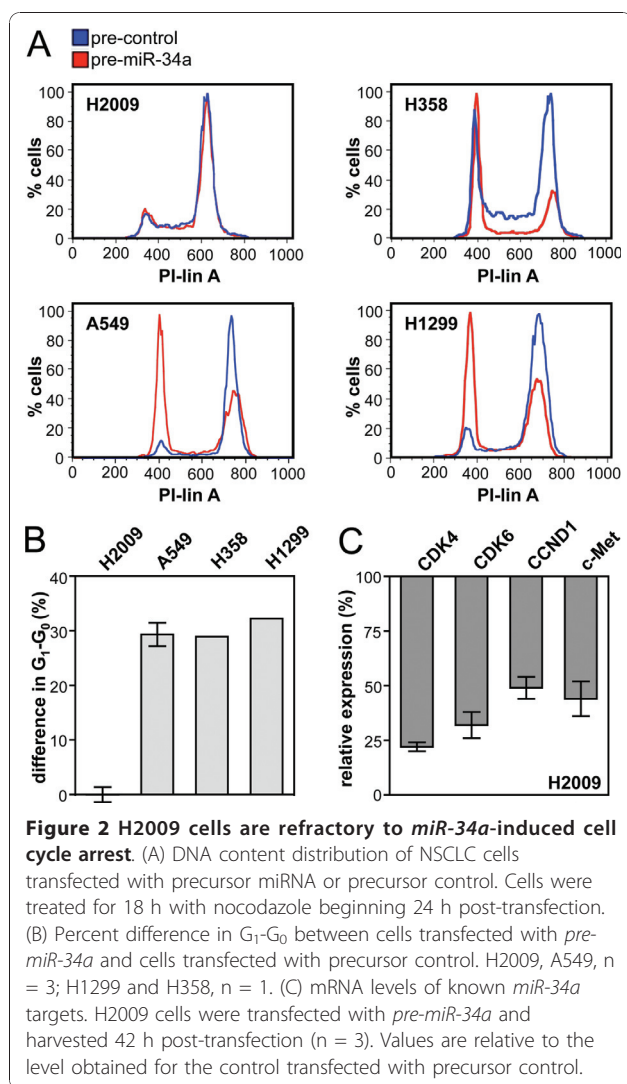 A
pre-control
pre-miR-34a
H2009
% cells
100
80
60
40
20
0
0 200 400 600 800 1000
PI-lin A
H358
% cells
100
80
60
40
20
0
0 200 400 600 800 1000
PI-lin A
A549
% cells
100
80
60
40
20
0
0 200 400 600 800 1000
PI-lin A
H1299
% cells
100
80
60
40
20
0
0 200 400 600 800 1000
PI-lin A
B
H2009 A549 H358 H1299
difference in G₁-G₀ (%)
40
30
20
10
0
C
CDK4 CDK6 CCND1 c-Met
relative expression (%)
100
75
50
25
0
H2009
Figure 2 H2009 cells are refractory to miR-34a-induced cell
cycle arrest. (A) DNA content distribution of NSCLC cells
transfected with precursor miRNA or precursor control. Cells were
treated for 18 h with nocodazole beginning 24 h post-transfection.
(B) Percent difference in G₁-G₀ between cells transfected with pre-
miR-34a and cells transfected with precursor control. H2009, A549, n
= 3; H1299 and H358, n = 1. (C) mRNA levels of known miR-34a
targets. H2009 cells were transfected with pre-miR-34a and
harvested 42 h post-transfection (n = 3). Values are relative to the
level obtained for the control transfected with precursor control.